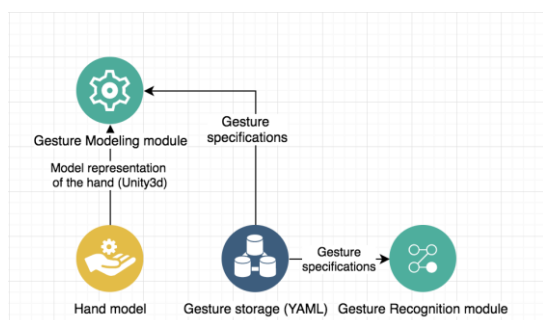 Gesture
specifications
Gesture Modeling module
Model representation
of the hand (Unity3d)
Gesture
specifications
Hand model
Gesture storage (YAML)
Gesture Recognition module